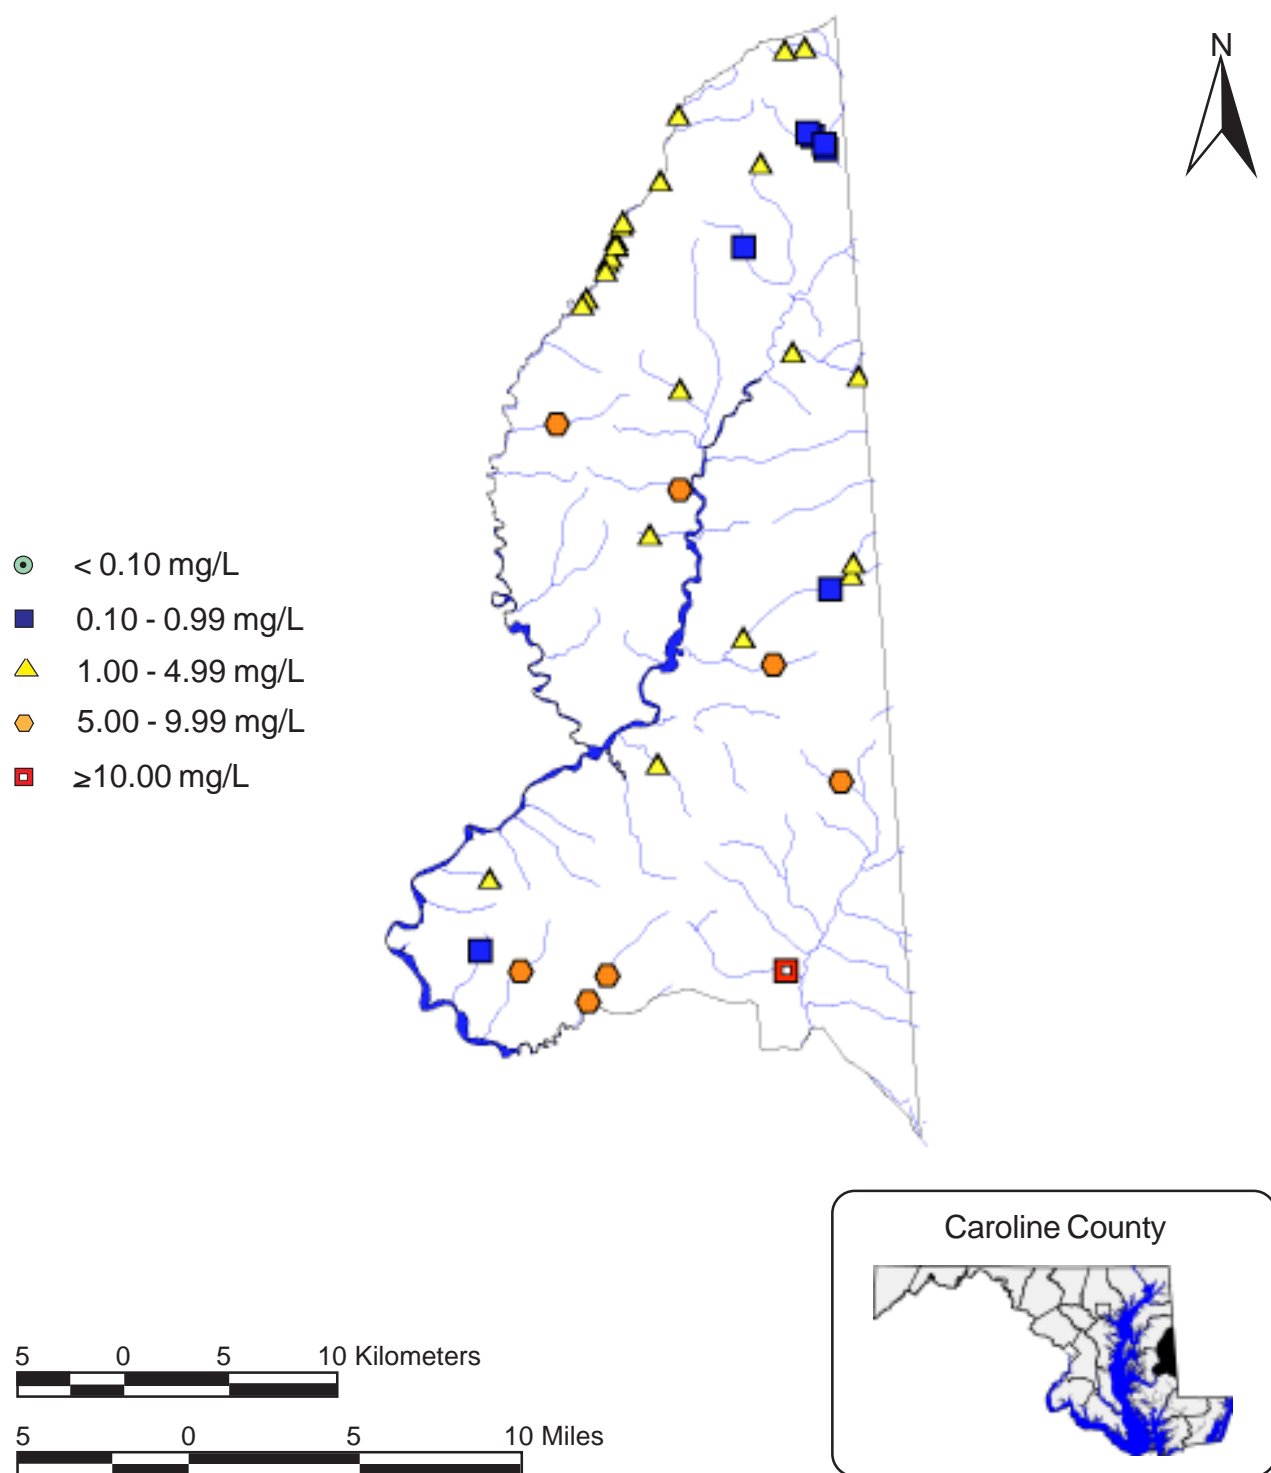 N
< 0.10 mg/L
0.10 - 0.99 mg/L
1.00 - 4.99 mg/L
5.00 - 9.99 mg/L
≥10.00 mg/L
Caroline County
5 0 5 10 Kilometers
5 0 5 10 Miles